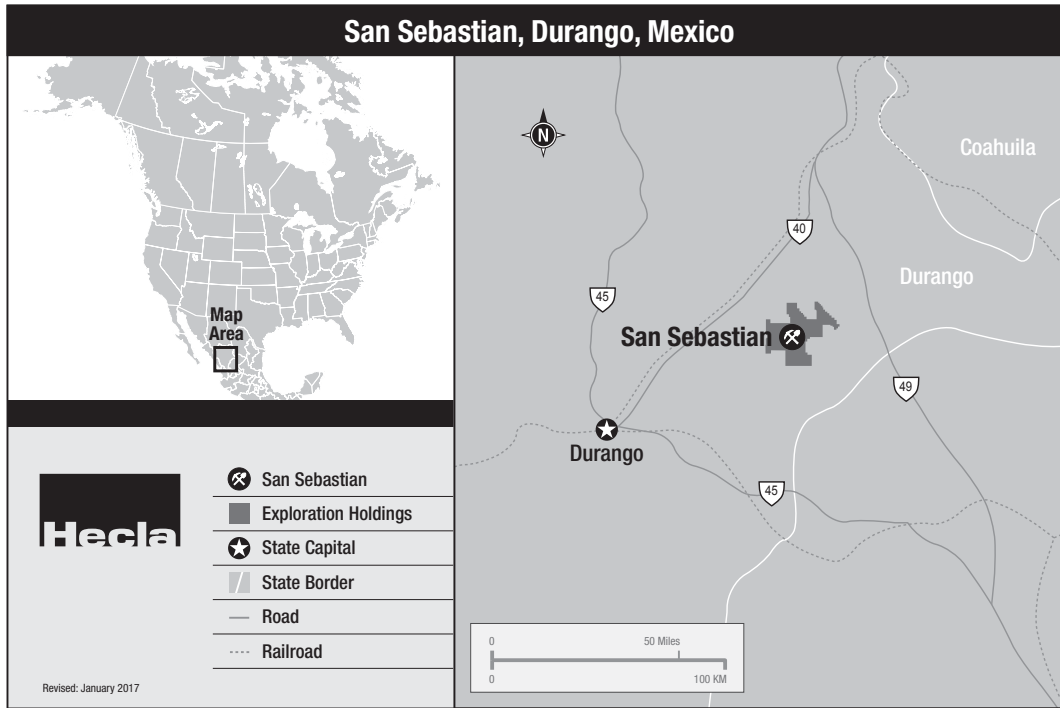 San Sebastian, Durango, Mexico
Map
Area
N
Coahuila
40
Durango
45
San Sebastian
49
Durango
45
Hecla
San Sebastian
Exploration Holdings
State Capital
State Border
Road
Railroad
Revised: January 2017
0 50 Miles
0 100 KM